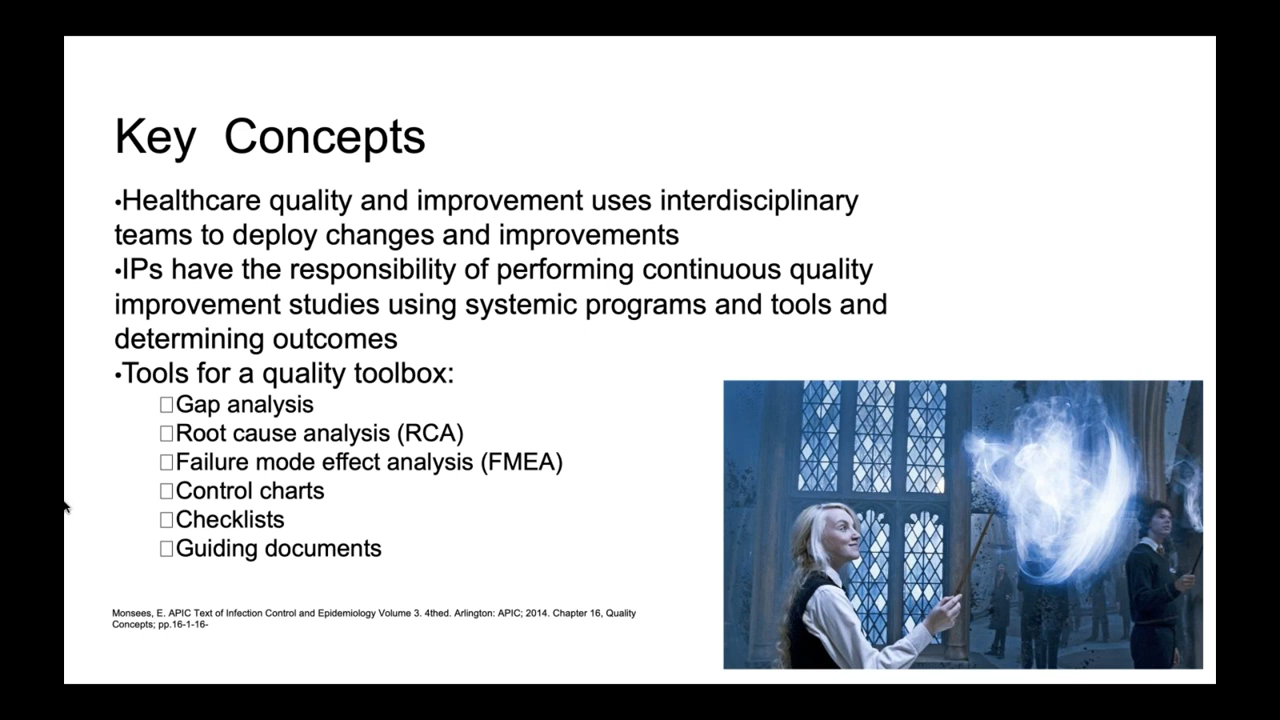 Key Concepts
•Healthcare quality and improvement uses interdisciplinary
teams to deploy changes and improvements
•IPs have the responsibility of performing continuous quality
improvement studies using systemic programs and tools and
determining outcomes
•Tools for a quality toolbox:
□Gap analysis
□Root cause analysis (RCA)
□Failure mode effect analysis (FMEA)
□Control charts
□Checklists
□Guiding documents
Monsees, E. APIC Text of Infection Control and Epidemiology Volume 3. 4thed. Arlington: APIC; 2014. Chapter 16, Quality
Concepts; pp.16-1-16-